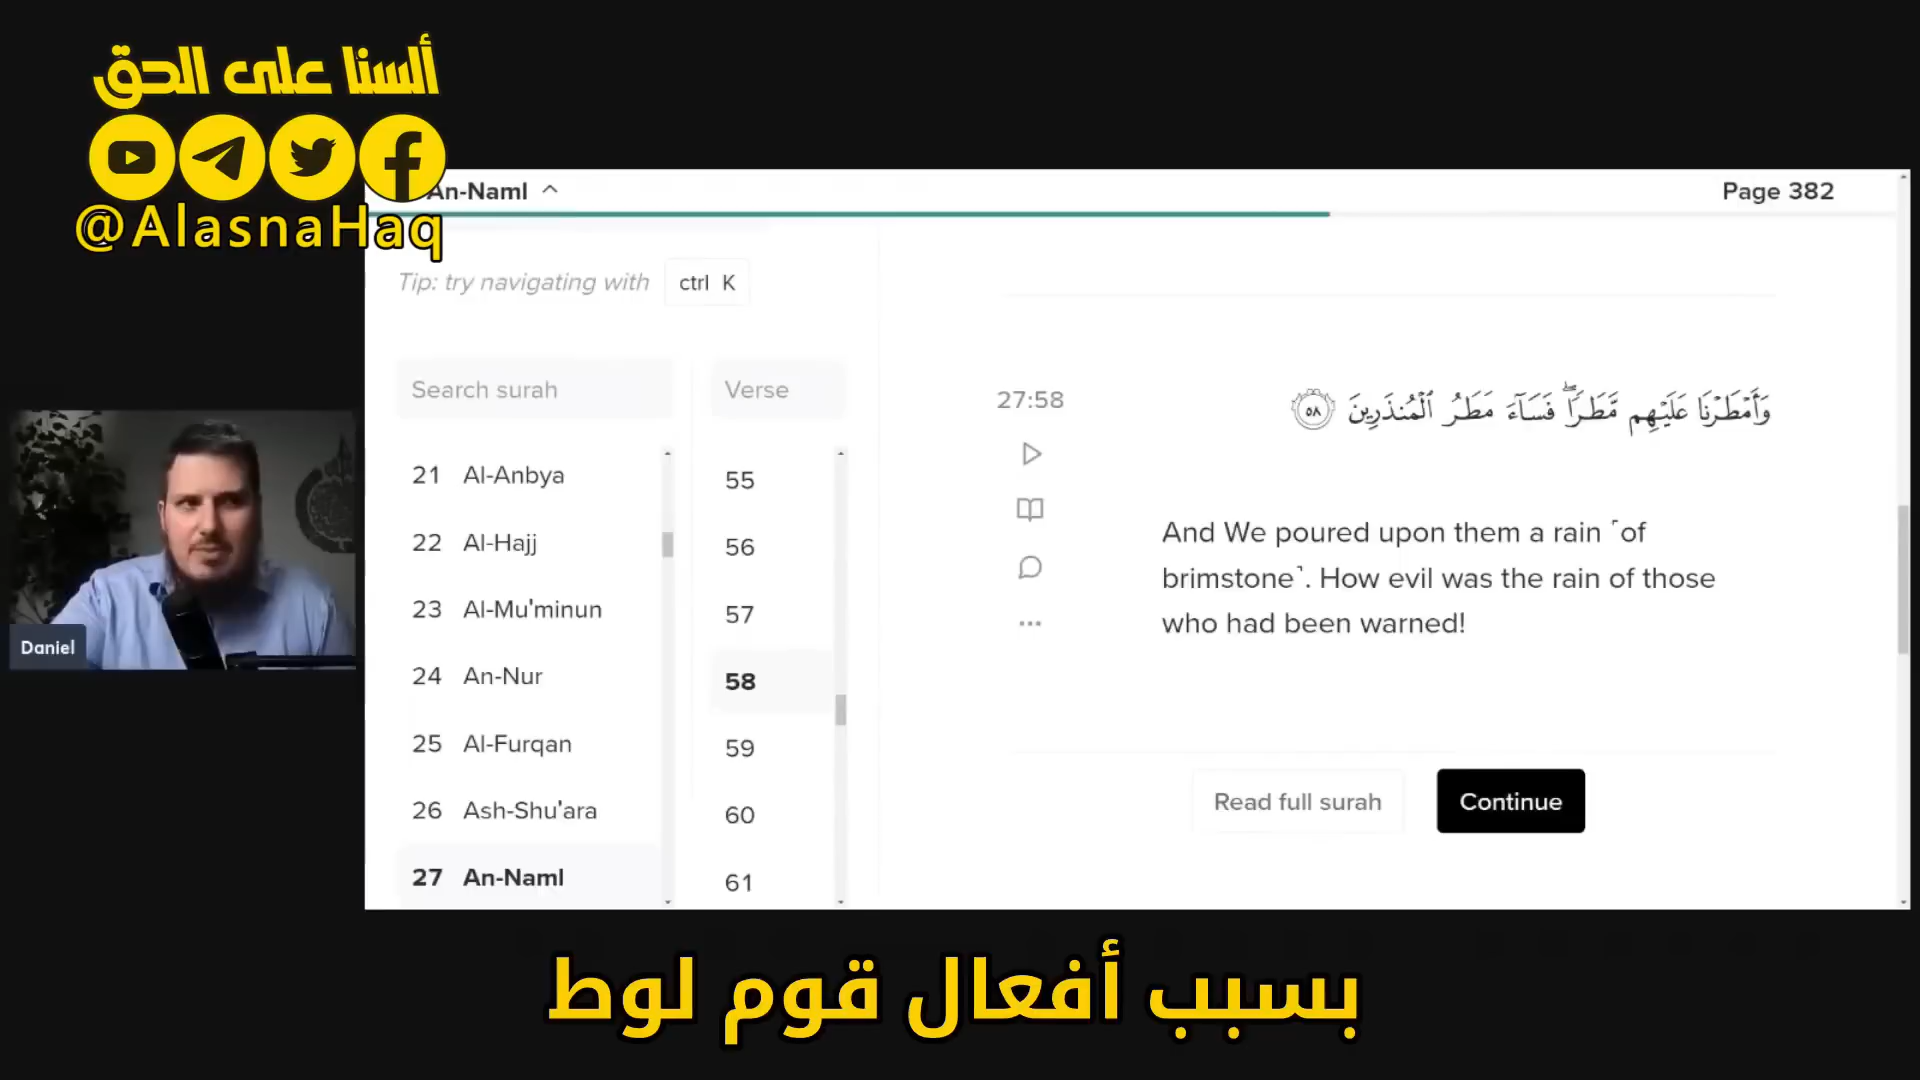 ألسنا على الحق
@AlasnaHaq
An-Naml
Page 382
Tip: try navigating with ctrl K
Search surah
Verse
21 Al-Anbya
22 Al-Hajj
23 Al-Mu'minun
24 An-Nur
25 Al-Furqan
26 Ash-Shu'ara
27 An-Naml
55
56
57
58
59
60
61
27:58
وَأَمْطَرْنَا عَلَيْهِم مَّطَرًا ۖ فَسَآءَ مَطَرُ ٱلْمُنذَرِينَ ٥٨
And We poured upon them a rain ˹of
brimstone˺. How evil was the rain of those
who had been warned!
Read full surah
Continue
Daniel
بسبب أفعال قوم لوط